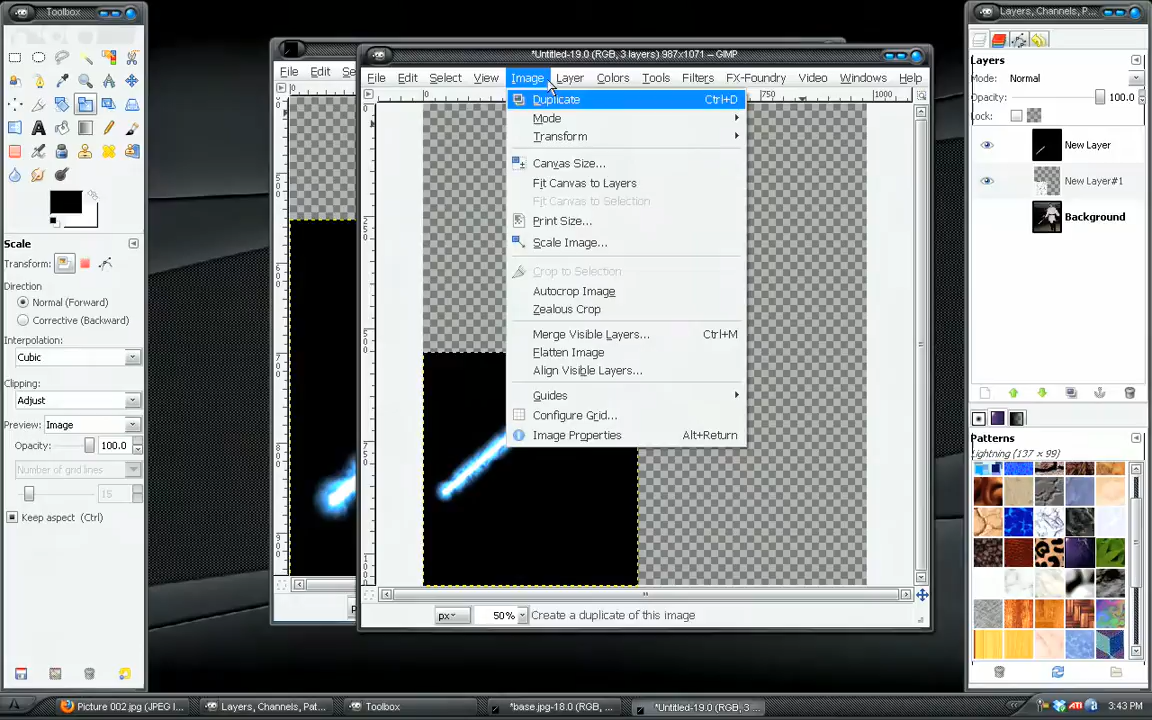 Toolbox
Layers, Channels, P...
*Untitled-19.0 (RGB, 3 layers) 987x1071 – GIMP
File Edit Se
File Edit Select View Image Layer Colors Tools Filters FX-Foundry Video Windows Help
0 750 1000
Duplicate Ctrl+D
Mode
Transform
Canvas Size...
Fit Canvas to Layers
Fit Canvas to Selection
Print Size...
Scale Image...
Crop to Selection
Autocrop Image
Zealous Crop
Merge Visible Layers... Ctrl+M
Flatten Image
Align Visible Layers...
Guides
Configure Grid...
Image Properties Alt+Return
px 50% Create a duplicate of this image
Scale
Transform:
Direction
Normal (Forward)
Corrective (Backward)
Interpolation:
Cubic
Clipping:
Adjust
Preview: Image
Opacity: 100.0
Number of grid lines
15
Keep aspect (Ctrl)
Layers
Mode: Normal
Opacity: 100.0
Lock:
New Layer
New Layer#1
Background
Patterns
Lightning (137 × 99)
Picture 002.jpg (JPEG I...
Layers, Channels, Pat...
Toolbox
*base.jpg-18.0 (RGB, ...
*Untitled-19.0 (RGB, 3 ...
ATI
3:43 PM